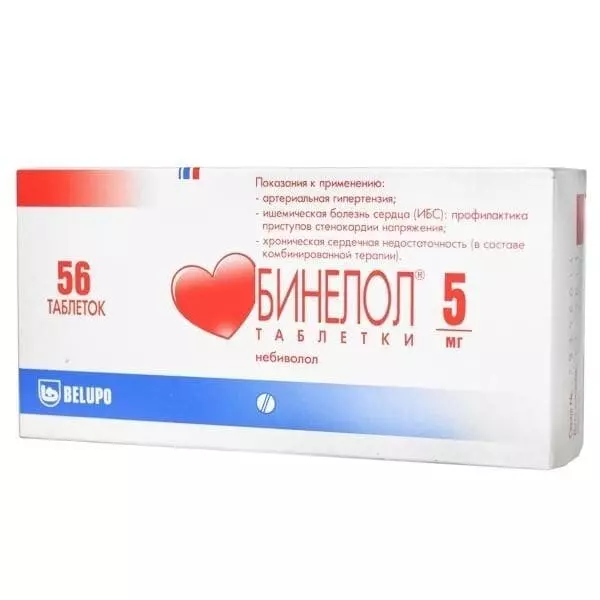 Показания к применению:
- артериальная гипертензия;
- ишемическая болезнь сердца (ИБС): профилактика
приступов стенокардии напряжения;
- хроническая сердечная недостаточность (в составе
комбинированной терапии).
56
ТАБЛЕТОК
БИНЕЛОЛ®
ТАБЛЕТКИ
5
мг
небиволол
BELUPO